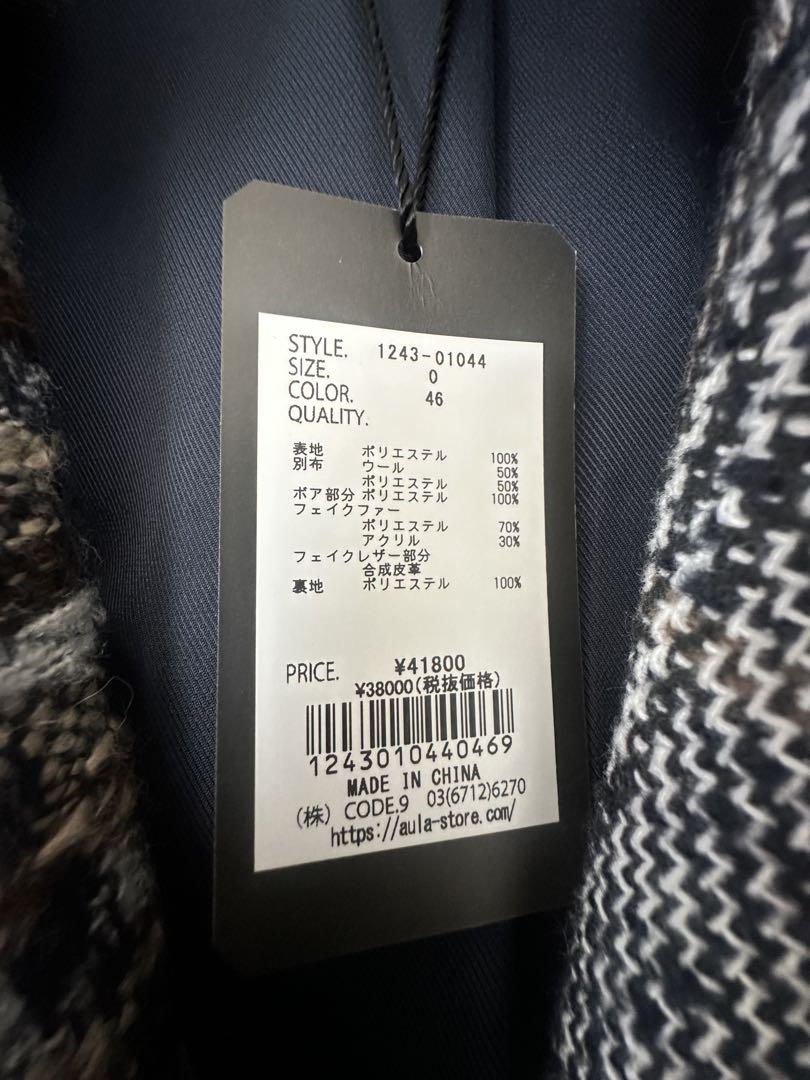 STYLE. 1243-01044
SIZE. 0
COLOR. 46
QUALITY.
表地 ポリエステル 100%
別布 ウール 50%
ポリエステル 50%
ボア部分 ポリエステル 100%
フェイクファー
ポリエステル 70%
アクリル 30%
フェイクレザー部分
合成皮革
裏地 ポリエステル 100%
PRICE. ¥41800
¥38000(税抜価格)
1243010440469
MADE IN CHINA
(株) CODE.9 03(6712)6270
https://aula-store.com/